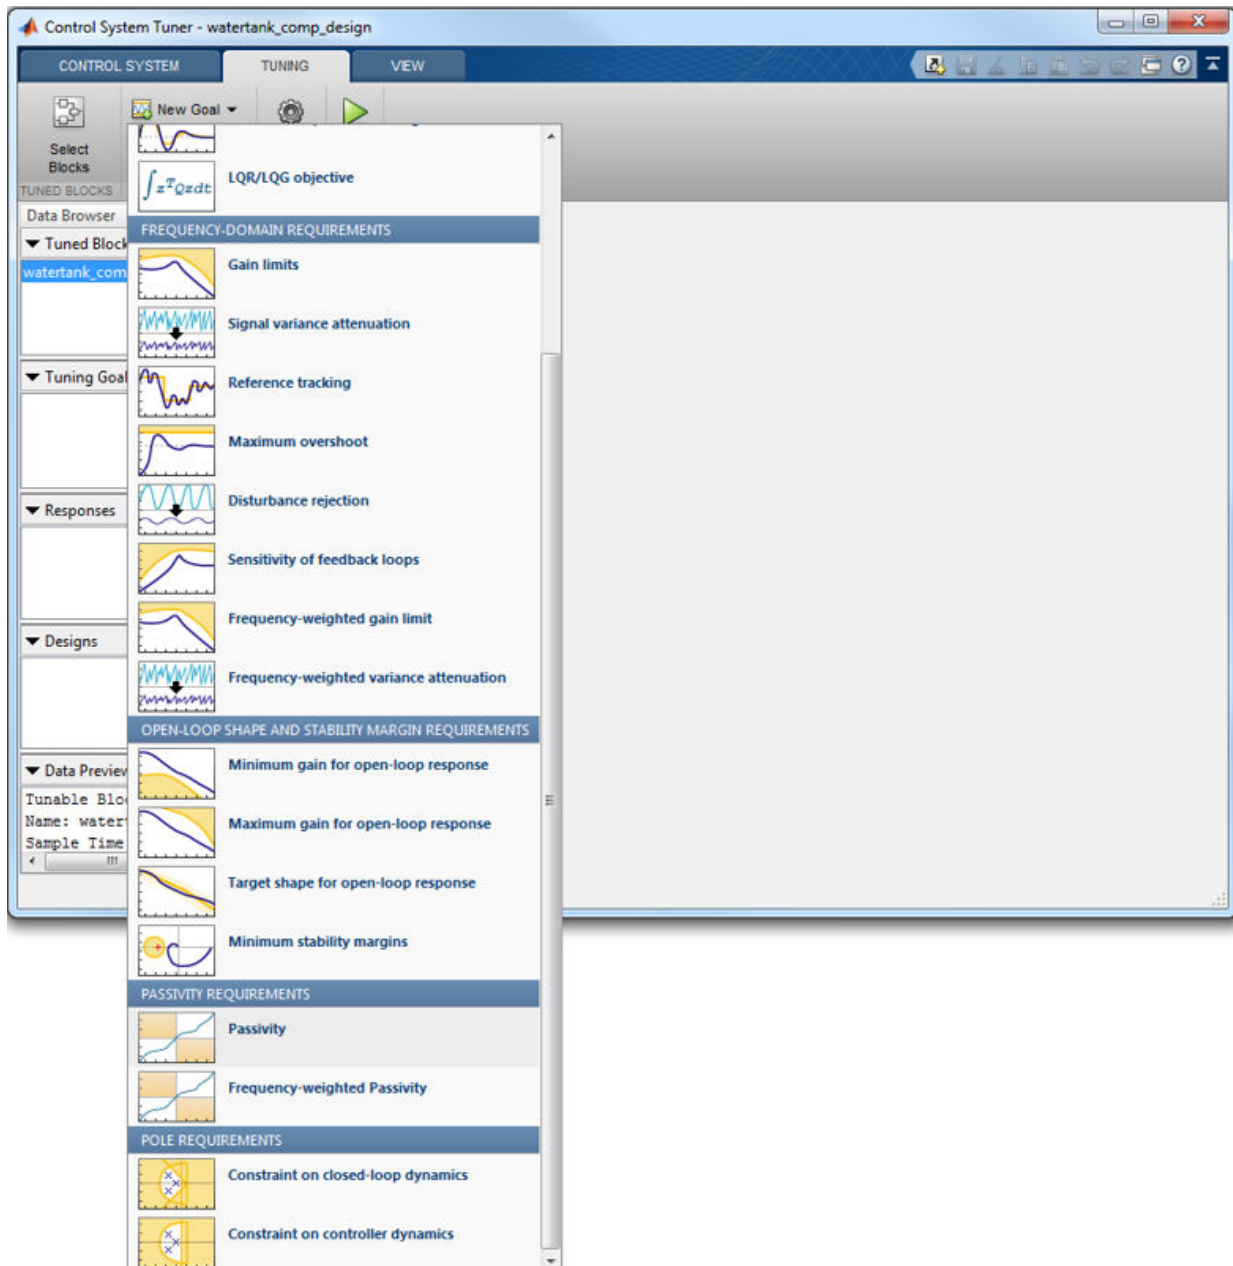 Control System Tuner - watertank_comp_design
CONTROL SYSTEM
TUNING
VIEW
New Goal
Select
Blocks
TUNED BLOCKS
Data Browser
Tuned Block
watertank_com
Tuning Goal
Responses
Designs
Data Preview
Tunable Blo
Name: water
Sample Time
∫zᵀQzdt
LQR/LQG objective
FREQUENCY-DOMAIN REQUIREMENTS
Gain limits
Signal variance attenuation
Reference tracking
Maximum overshoot
Disturbance rejection
Sensitivity of feedback loops
Frequency-weighted gain limit
Frequency-weighted variance attenuation
OPEN-LOOP SHAPE AND STABILITY MARGIN REQUIREMENTS
Minimum gain for open-loop response
Maximum gain for open-loop response
Target shape for open-loop response
Minimum stability margins
PASSIVITY REQUIREMENTS
Passivity
Frequency-weighted Passivity
POLE REQUIREMENTS
Constraint on closed-loop dynamics
Constraint on controller dynamics